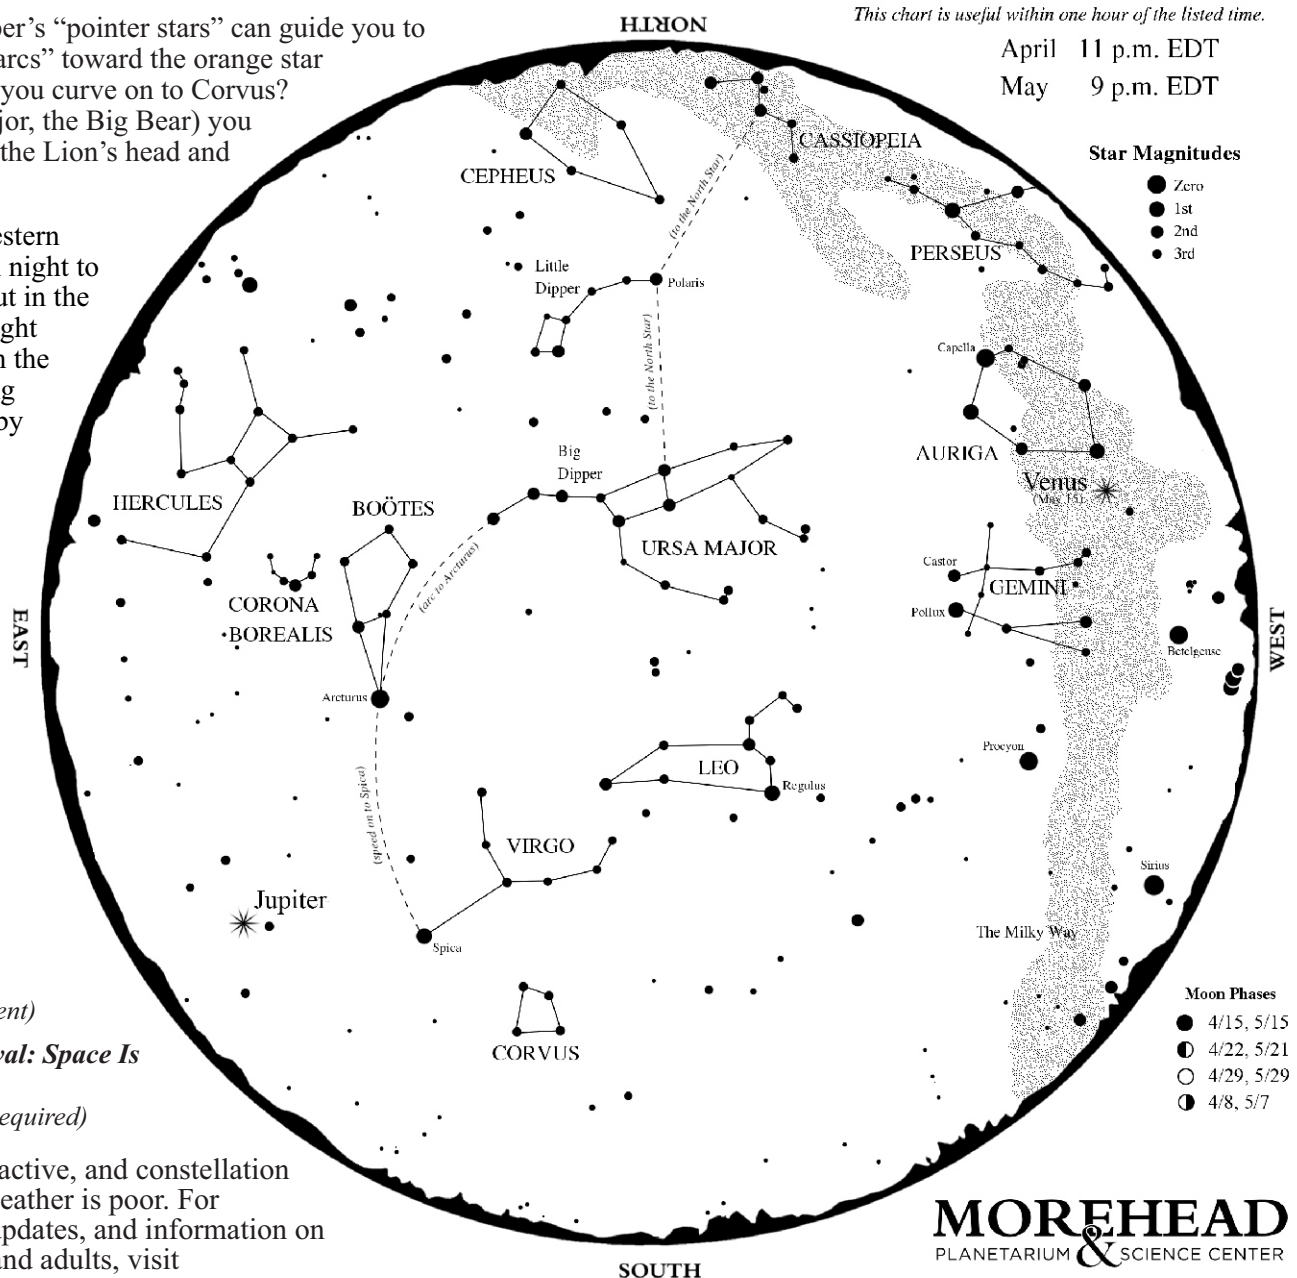 per's “pointer stars” can guide you to
arcs” toward the orange star
you curve on to Corvus?
jor, the Big Bear) you
the Lion's head and
estern
night to
ut in the
ght
n the
ng
by
ent)
val: Space Is
equired)
active, and constellation
eather is poor. For
updates, and information on
and adults, visit
This chart is useful within one hour of the listed time.
April 11 p.m. EDT
May 9 p.m. EDT
Star Magnitudes
Zero
1st
2nd
3rd
NORTH
CASSIOPEIA
CEPHEUS
(to the North Star)
PERSEUS
Little
Dipper
Polaris
(to the North Star)
Capella
AURIGA
Big
Dipper
Venus
(May 15)
HERCULES
BOÖTES
URSA MAJOR
(arc to Arcturus)
Castor
GEMINI
CORONA
BOREALIS
Pollux
EAST
WEST
Betelgeuse
Arcturus
Procyon
LEO
Regulus
(speed on to Spica)
VIRGO
Sirius
Jupiter
Spica
The Milky Way
CORVUS
Moon Phases
4/15, 5/15
4/22, 5/21
4/29, 5/29
4/8, 5/7
SOUTH
MOREHEAD
PLANETARIUM & SCIENCE CENTER